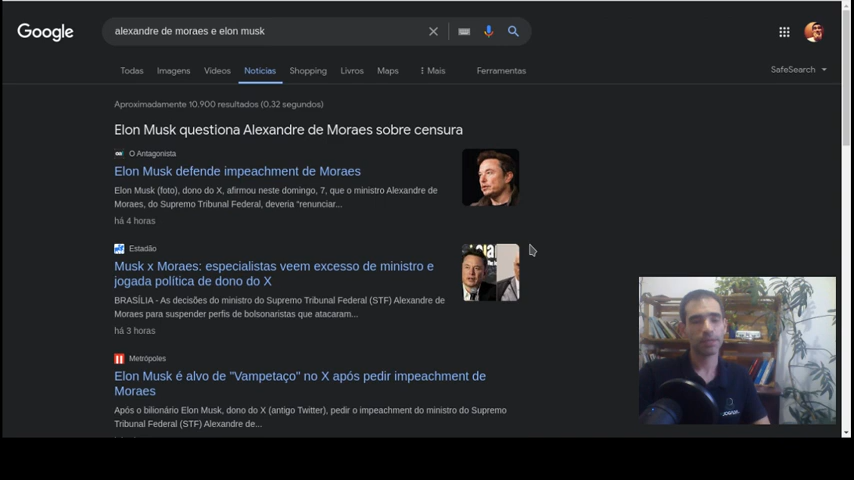 Google
alexandre de moraes e elon musk
Todas Imagens Vídeos Notícias Shopping Livros Maps Mais Ferramentas
SafeSearch
Aproximadamente 10.900 resultados (0,32 segundos)
Elon Musk questiona Alexandre de Moraes sobre censura
O Antagonista
Elon Musk defende impeachment de Moraes
Elon Musk (foto), dono do X, afirmou neste domingo, 7, que o ministro Alexandre de
Moraes, do Supremo Tribunal Federal, deveria “renunciar...
há 4 horas
Estadão
Musk x Moraes: especialistas veem excesso de ministro e
jogada política de dono do X
BRASÍLIA - As decisões do ministro do Supremo Tribunal Federal (STF) Alexandre de
Moraes para suspender perfis de bolsonaristas que atacaram...
há 3 horas
Metrópoles
Elon Musk é alvo de "Vampetaço" no X após pedir impeachment de
Moraes
Após o bilionário Elon Musk, dono do X (antigo Twitter), pedir o impeachment do ministro do Supremo
Tribunal Federal (STF) Alexandre de...